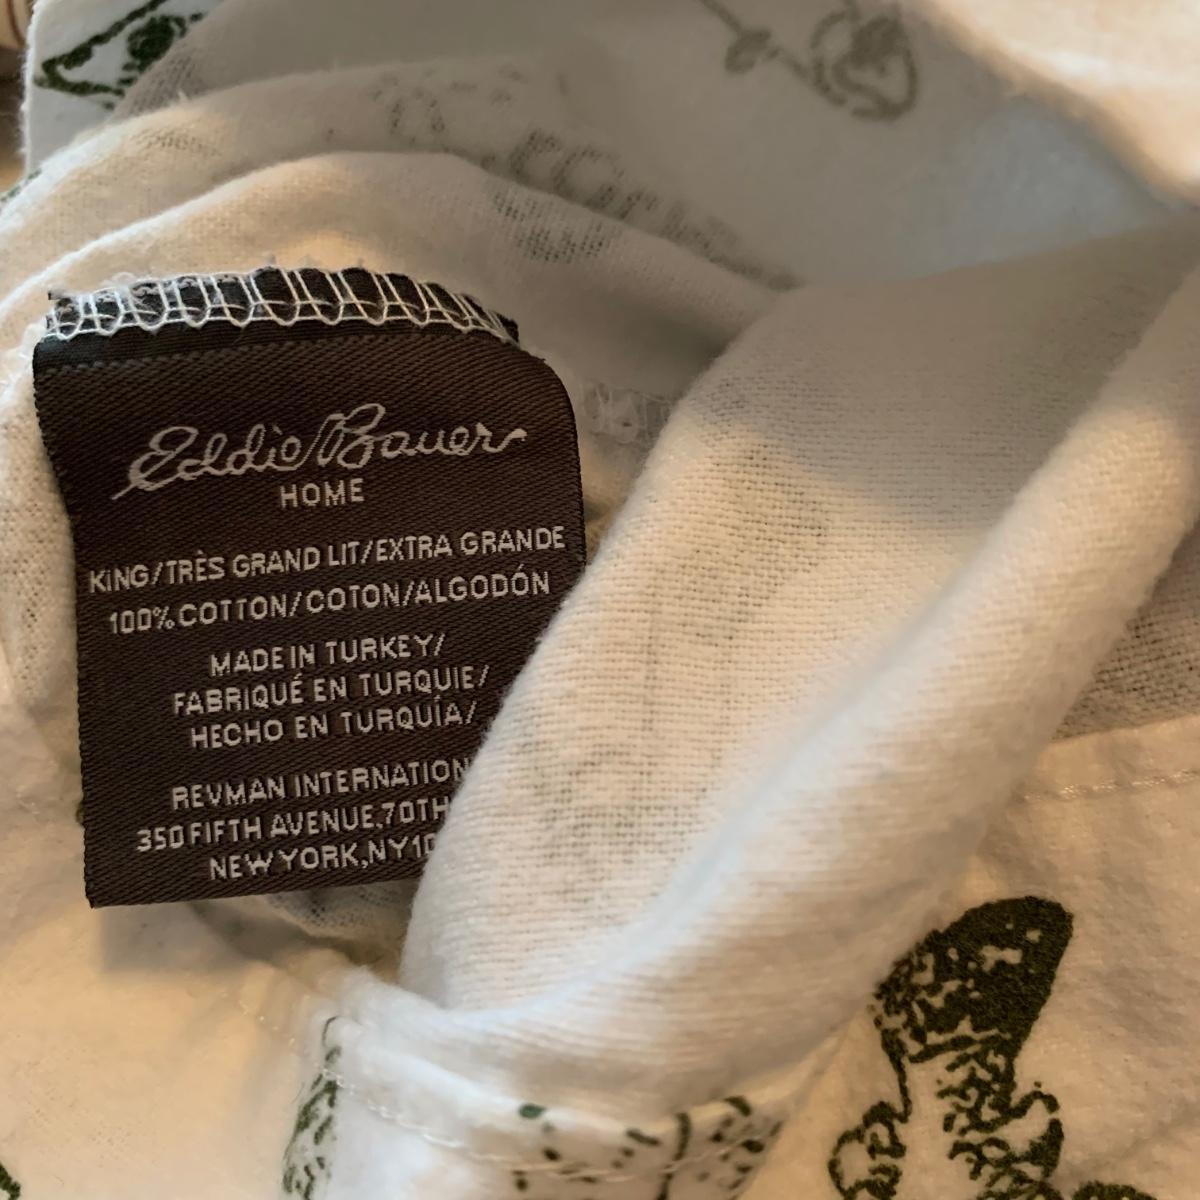 Eddie Bauer
HOME
KING/TRÈS GRAND LIT/EXTRA GRANDE
100% COTTON/COTON/ALGODÓN
MADE IN TURKEY/
FABRIQUÉ EN TURQUIE/
HECHO EN TURQUÍA/
REVMAN INTERNATION
350 FIFTH AVENUE,70TH
NEW YORK,NY10